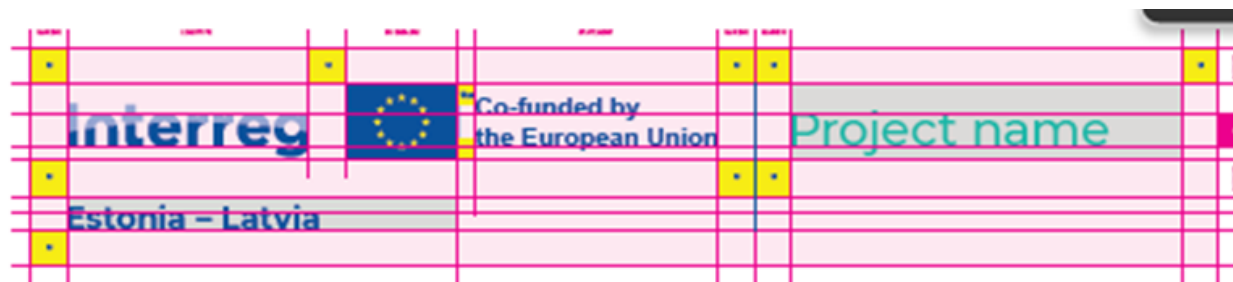 Interreg
Co-funded by
the European Union
Project name
Estonia – Latvia